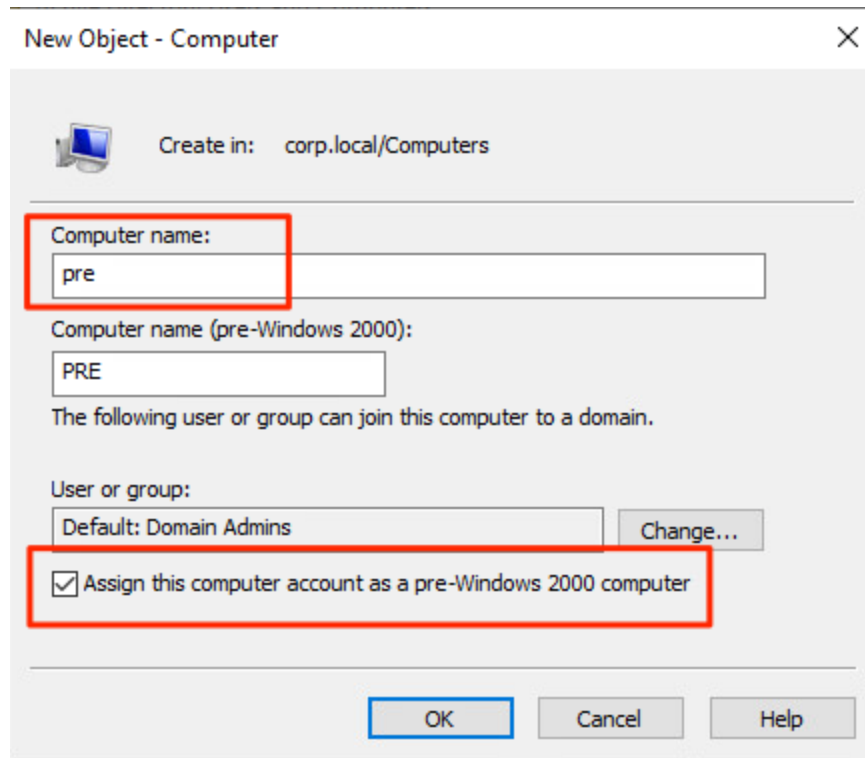 New Object - Computer
Create in: corp.local/Computers
Computer name:
pre
Computer name (pre-Windows 2000):
PRE
The following user or group can join this computer to a domain.
User or group:
Default: Domain Admins
Change...
Assign this computer account as a pre-Windows 2000 computer
OK Cancel Help